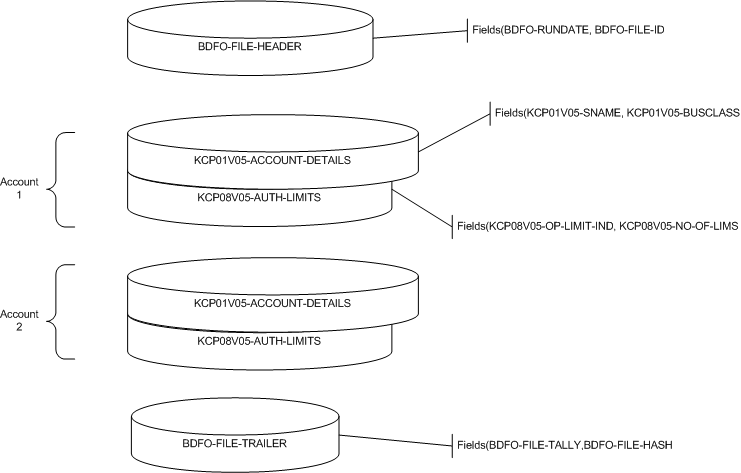 BDFO-FILE-HEADER
Fields(BDFO-RUNDATE, BDFO-FILE-ID
Fields(KCP01V05-SNAME, KCP01V05-BUSCLASS
Account
1
KCP01V05-ACCOUNT-DETAILS
KCP08V05-AUTH-LIMITS
Fields(KCP08V05-OP-LIMIT-IND, KCP08V05-NO-OF-LIMS
Account
2
KCP01V05-ACCOUNT-DETAILS
KCP08V05-AUTH-LIMITS
BDFO-FILE-TRAILER
Fields(BDFO-FILE-TALLY,BDFO-FILE-HASH